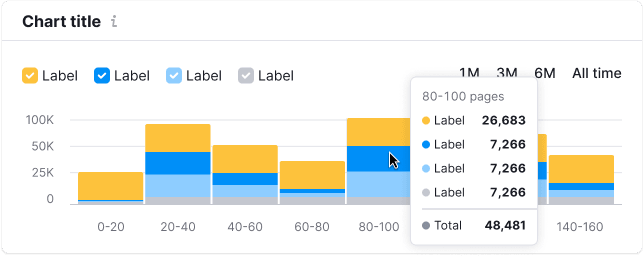 Chart title i
Label Label Label Label 1M 3M 6M All time
80-100 pages
Label 26,683
Label 7,266
Label 7,266
Label 7,266
Total 48,481
100K
50K
25K
0
0-20 20-40 40-60 60-80 80-100 140-160